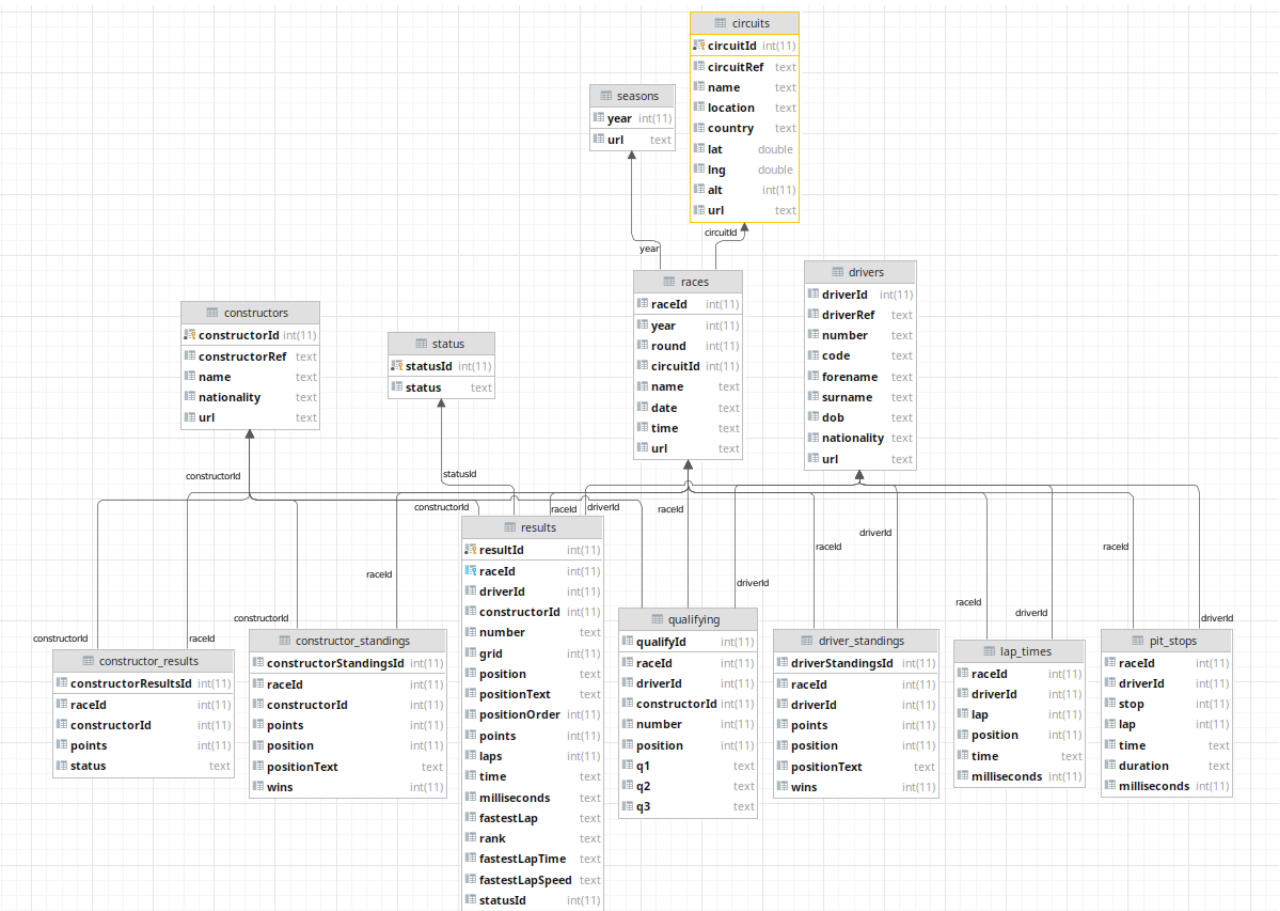 circuits
circuitId int(11)
circuitRef text
name text
location text
country text
lat double
lng double
alt int(11)
url text
seasons
year int(11)
url text
year
circuitId
races
raceId int(11)
year int(11)
round int(11)
circuitId int(11)
name text
date text
time text
url text
drivers
driverId int(11)
driverRef text
number text
code text
forename text
surname text
dob text
nationality text
url text
constructors
constructorId int(11)
constructorRef text
name text
nationality text
url text
status
statusId int(11)
status text
constructorId
statusId
constructorId
raceId
driverId
raceId
raceId
driverId
raceId
driverId
raceId
raceId
driverId
constructorId
raceId
constructorId
driverId
constructor_results
constructorResultsId int(11)
raceId int(11)
constructorId int(11)
points int(11)
status text
constructor_standings
constructorStandingsId int(11)
raceId int(11)
constructorId int(11)
points int(11)
position int(11)
positionText text
wins int(11)
results
resultId int(11)
raceId int(11)
driverId int(11)
constructorId int(11)
number text
grid int(11)
position text
positionText text
positionOrder int(11)
points int(11)
laps int(11)
time text
milliseconds text
fastestLap text
rank text
fastestLapTime text
fastestLapSpeed text
statusId int(11)
qualifying
qualifyId int(11)
raceId int(11)
driverId int(11)
constructorId int(11)
number int(11)
position int(11)
q1 text
q2 text
q3 text
driver_standings
driverStandingsId int(11)
raceId int(11)
driverId int(11)
points int(11)
position int(11)
positionText text
wins int(11)
lap_times
raceId int(11)
driverId int(11)
lap int(11)
position int(11)
time text
milliseconds int(11)
pit_stops
raceId int(11)
driverId int(11)
stop int(11)
lap int(11)
time text
duration text
milliseconds int(11)